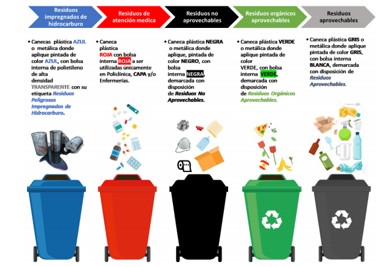 Residuos
impregnados de
hidrocarburo
Residuos de
atención medica
Residuos no
aprovechables
Residuos orgánicos
aprovechables
Residuos
aprovechables
• Canecas plástica AZUL
o metálica donde
aplique pintada de
color AZUL, con bolsa
interna de polietileno
de alta
densidad
TRANSPARENTE con su
etiqueta Residuos
Peligrosos
Impregnados de
Hidrocarburo.
• Caneca
plástica
ROJA con bolsa
interna ROJA a ser
utilizadas únicamente
en Policlínica, CAPA y/o
Enfermerías.
• Caneca plástica NEGRA
o metálica donde
aplique, pintada de
color NEGRO, con
bolsa
interna NEGRA
demarcada con
disposición
de Residuos No
Aprovechables.
• Caneca plástica VERDE o
metálica donde aplique
pintada de color
VERDE, con bolsa
interna VERDE,
demarcada con
disposición
de Residuos Orgánicos
Aprovechables.
• Caneca plástica GRIS o
metálica donde aplique
pintada de color GRIS,
con bolsa interna
BLANCA, demarcada con
disposición de
Residuos
Aprovechables.